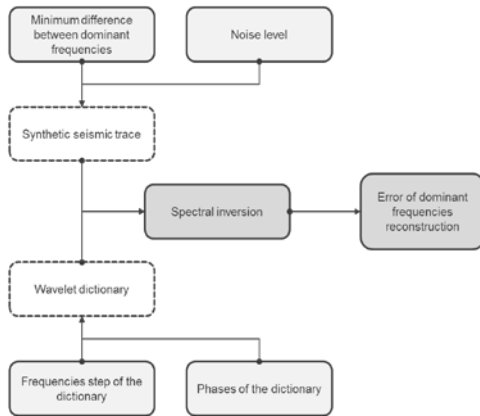 Minimum difference
between dominant
frequencies
Noise level
Synthetic seismic trace
Spectral inversion
Error of dominant
frequencies
reconstruction
Wavelet dictionary
Frequencies step of the
dictionary
Phases of the dictionary